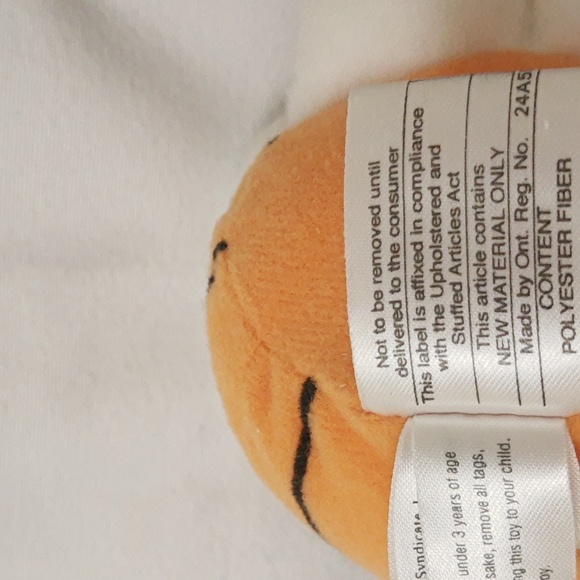 Not to be removed until
delivered to the consumer
This label is affixed in compliance
with the Upholstered and
Stuffed Articles Act
This article contains
NEW MATERIAL ONLY
Made by Ont. Reg. No. 24A5
CONTENT
POLYESTER FIBER
under 3 years of age
sake, remove all tags,
this toy to your child.